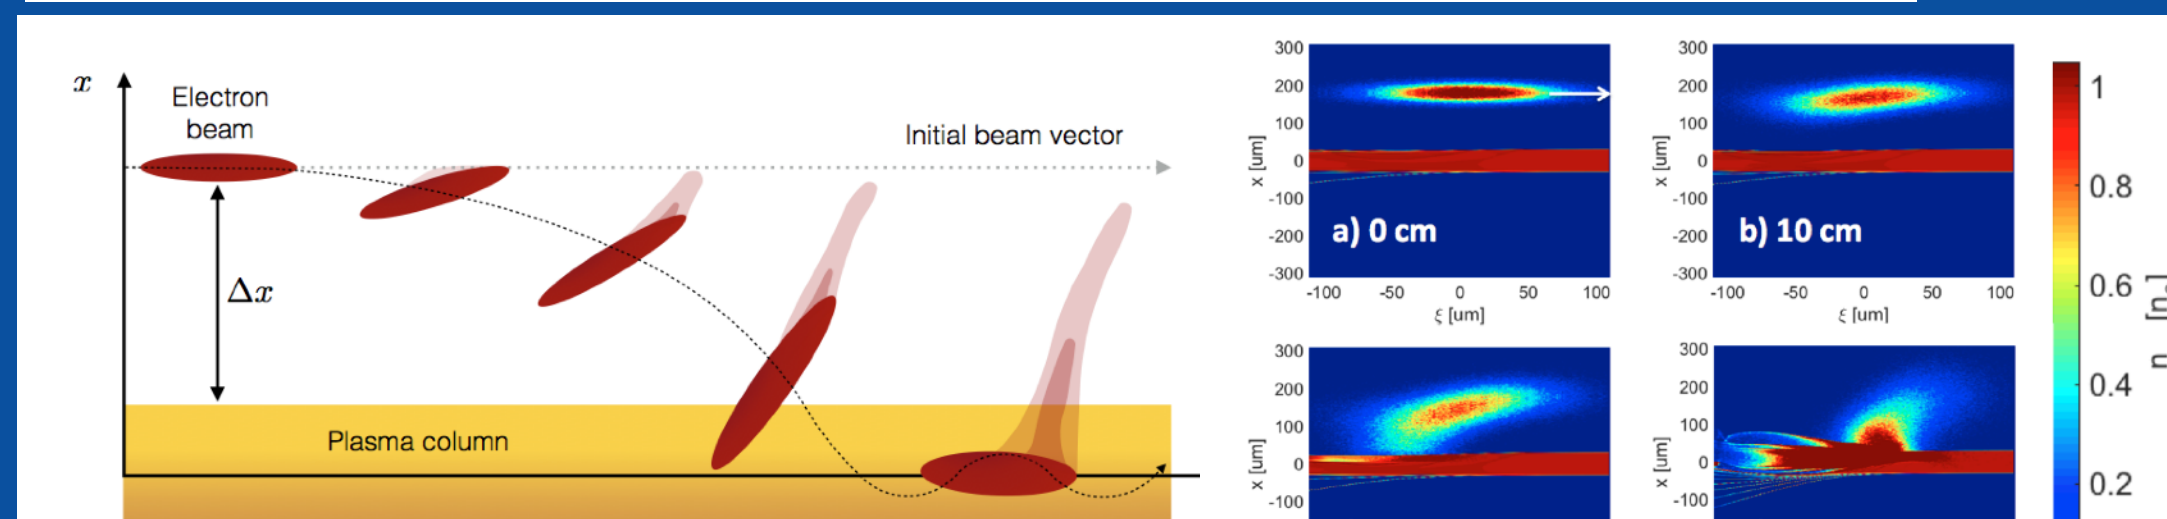 x
Electron
beam
Initial beam vector
Δx
Plasma column
300
200
100
0
-100
-200
-300
x [um]
a) 0 cm
-100 -50 0 50 100
ξ [um]
300
200
100
0
-100
-200
-300
x [um]
b) 10 cm
-100 -50 0 50 100
ξ [um]
300
200
100
0
-100
x [um]
300
200
100
0
-100
x [um]
1
0.8
0.6
0.4
0.2